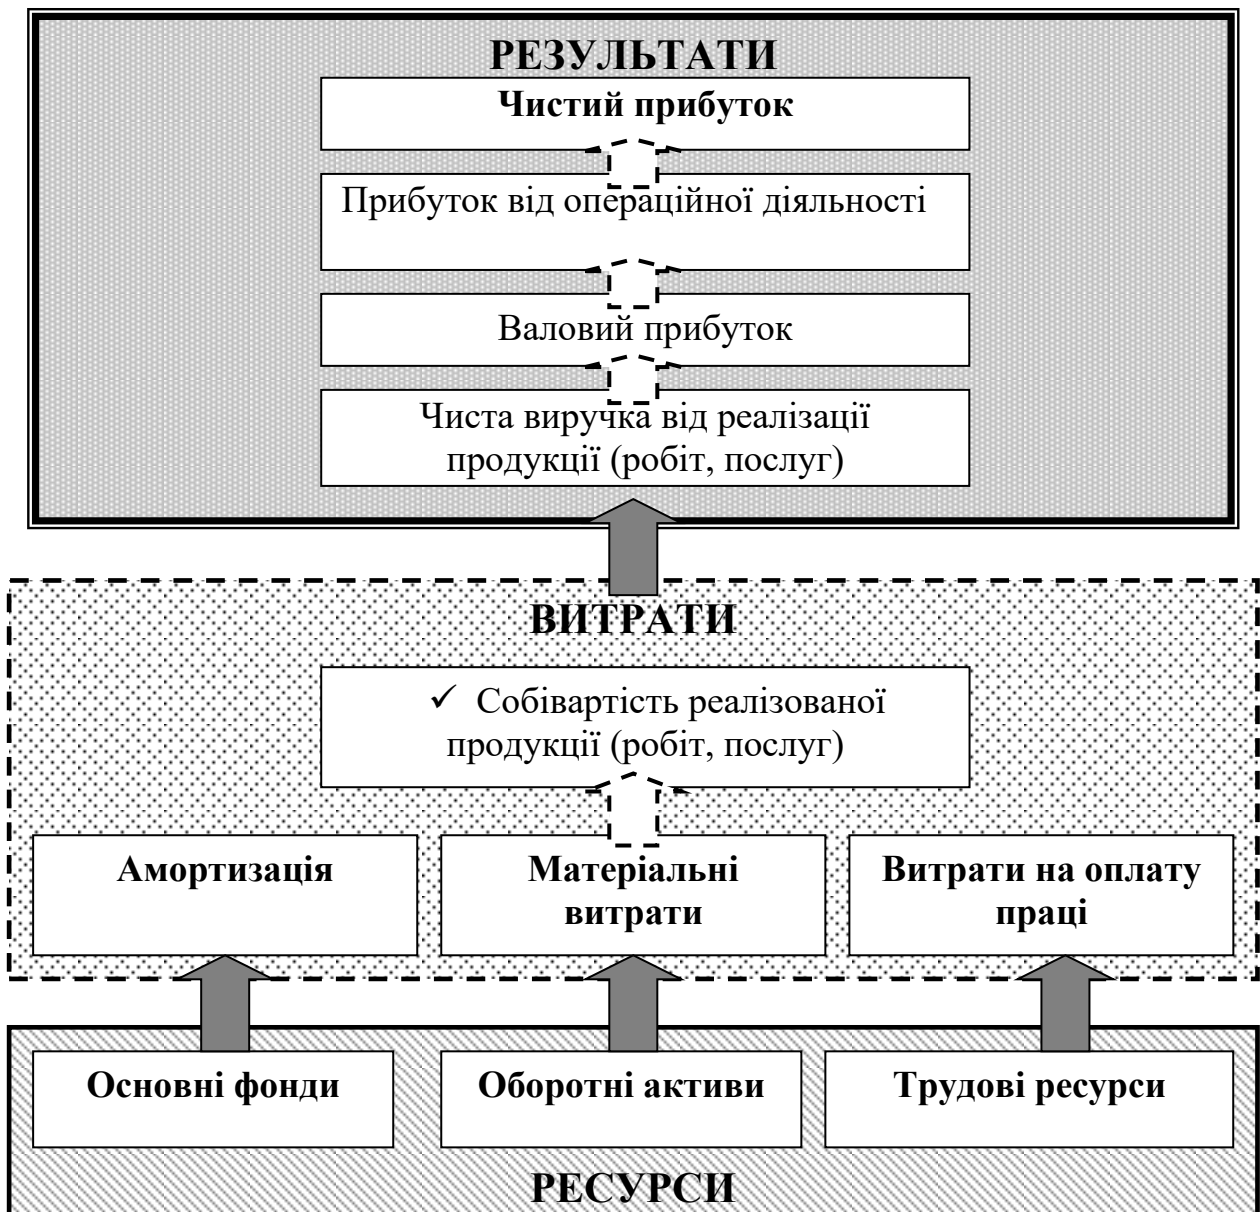 РЕЗУЛЬТАТИ
Чистий прибуток
Прибуток від операційної діяльності
Валовий прибуток
Чиста виручка від реалізації
продукції (робіт, послуг)
ВИТРАТИ
✓ Собівартість реалізованої
продукції (робіт, послуг)
Амортизація
Матеріальні
витрати
Витрати на оплату
праці
Основні фонди
Оборотні активи
Трудові ресурси
РЕСУРСИ